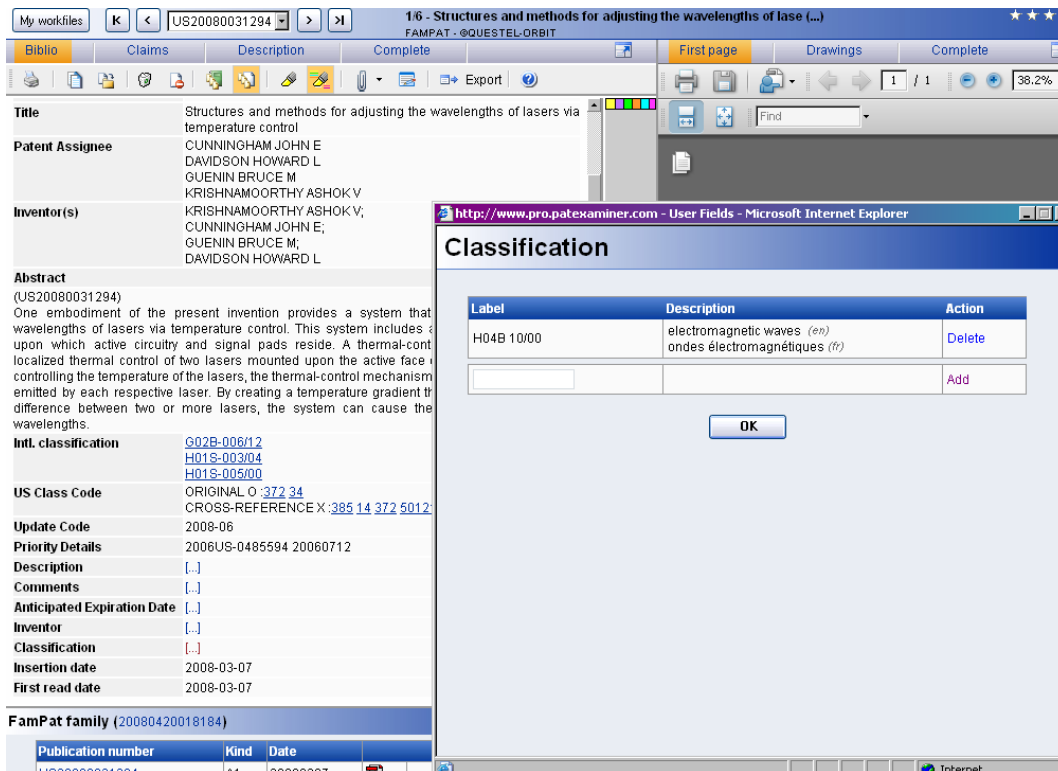 My workfiles
US20080031294
1/6 - Structures and methods for adjusting the wavelengths of lase (...)
FAMPAT - @QUESTEL-ORBIT
Biblio Claims Description Complete
First page Drawings Complete
Export
1 / 1 38.2%
Find
Title Structures and methods for adjusting the wavelengths of lasers via
temperature control
Patent Assignee CUNNINGHAM JOHN E
DAVIDSON HOWARD L
GUENIN BRUCE M
KRISHNAMOORTHY ASHOK V
Inventor(s) KRISHNAMOORTHY ASHOK V;
CUNNINGHAM JOHN E;
GUENIN BRUCE M;
DAVIDSON HOWARD L
Abstract
(US20080031294)
One embodiment of the present invention provides a system that
wavelengths of lasers via temperature control. This system includes
upon which active circuitry and signal pads reside. A thermal-cont
localized thermal control of two lasers mounted upon the active face
controlling the temperature of the lasers, the thermal-control mechanism
emitted by each respective laser. By creating a temperature gradient th
difference between two or more lasers, the system can cause the
wavelengths.
Intl. classification G02B-006/12
H01S-003/04
H01S-005/00
US Class Code ORIGINAL O :372 34
CROSS-REFERENCE X :385 14 372 5012
Update Code 2008-06
Priority Details 2006US-0485594 20060712
Description [...]
Comments [...]
Anticipated Expiration Date [...]
Inventor [...]
Classification [...]
Insertion date 2008-03-07
First read date 2008-03-07
FamPat family (20080420018184)
Publication number Kind Date
http://www.pro.patexaminer.com - User Fields - Microsoft Internet Explorer
Classification
Label Description Action
H04B 10/00 electromagnetic waves (en)
ondes électromagnétiques (fr) Delete
Add
OK
Internet